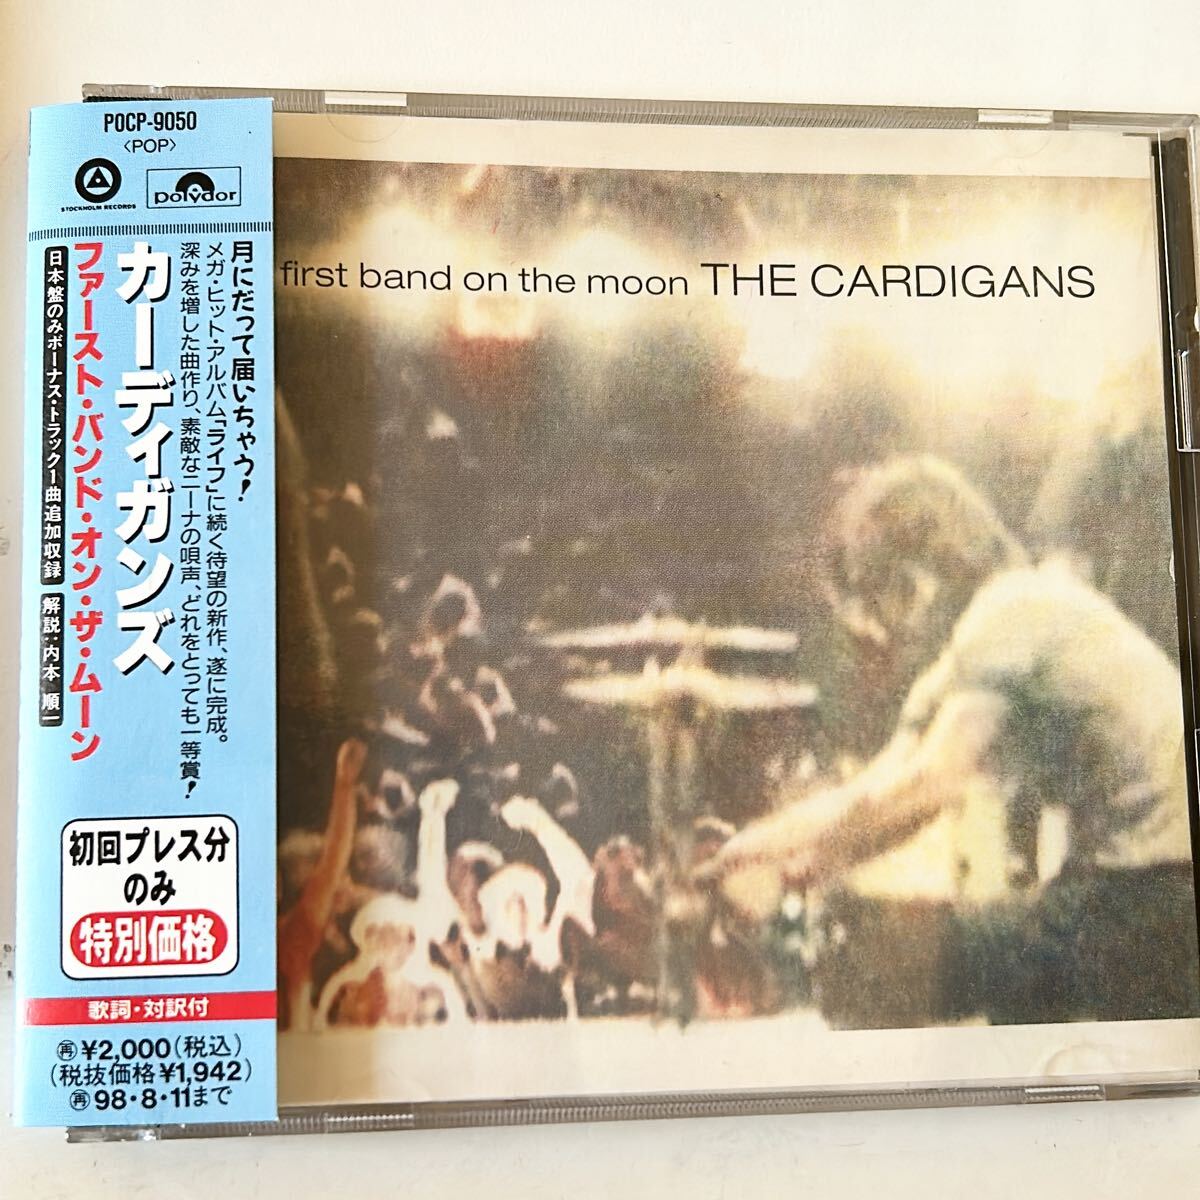 POCP-9050
〈POP〉
STOCKHOLM RECORDS
polydor
月にだって届いちゃう!
メガ・ヒット・アルバム「ライフ」に続く待望の新作、遂に完成。
深みを増した曲作り、素敵なニーナの唄声、どれをとっても一等賞!
カーディガンズ
ファースト・バンド・オン・ザ・ムーン
日本盤のみボーナス・トラック1曲追加収録
解説:内本 順一
初回プレス分
のみ
特別価格
歌詞・対訳付
再 ¥2,000(税込)
(税抜価格¥1,942)
再 98・8・11まで
first band on the moon THE CARDIGANS